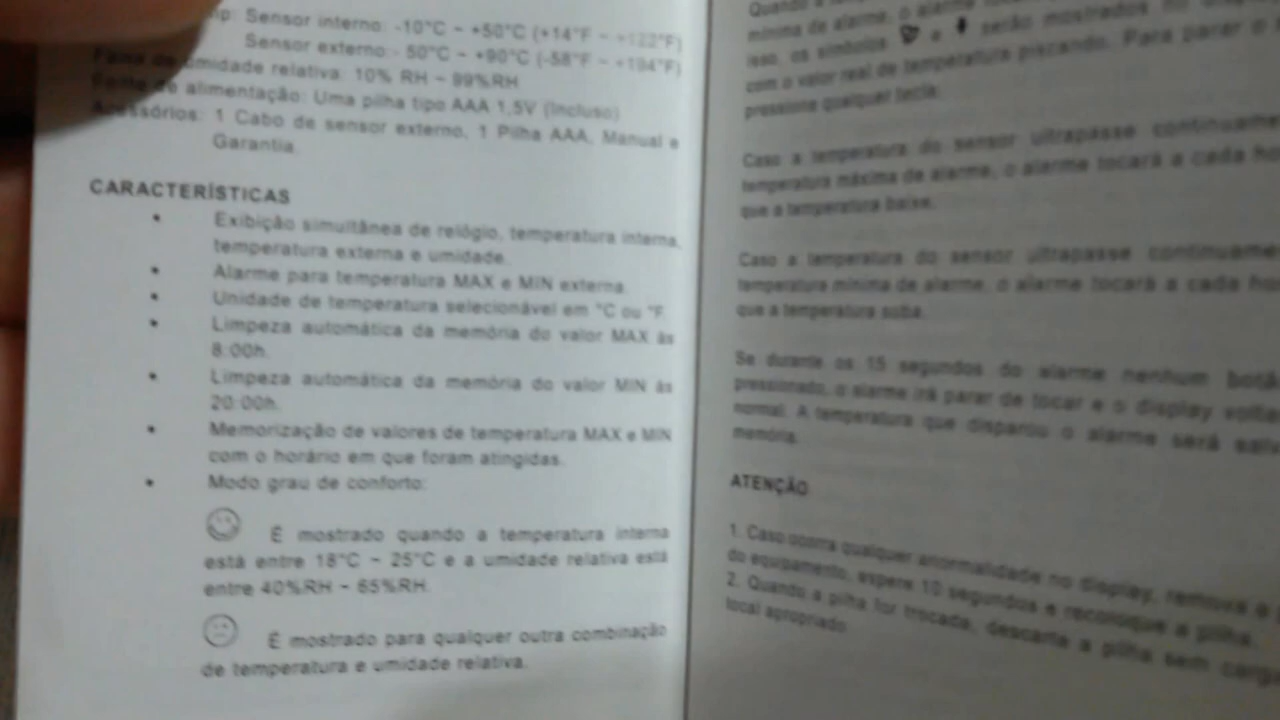 Sensor interno: -10°C ~ +50°C (+14°F ~ +122°F)
Sensor externo:- 50°C ~ +90°C (-58°F ~ +194°F)
umidade relativa: 10% RH ~ 99%RH
de alimentação: Uma pilha tipo AAA 1,5V (Incluso)
Acessórios: 1 Cabo de sensor externo, 1 Pilha AAA, Manual e
Garantia.
CARACTERÍSTICAS
• Exibição simultânea de relógio, temperatura interna,
temperatura externa e umidade.
• Alarme para temperatura MAX e MIN externa.
• Unidade de temperatura selecionável em °C ou °F.
• Limpeza automática da memória do valor MAX às
8:00h.
• Limpeza automática da memória do valor MIN às
20:00h.
• Memorização de valores de temperatura MAX e MIN
com o horário em que foram atingidas.
• Modo grau de conforto:
É mostrado quando a temperatura interna
está entre 18°C ~ 25°C e a umidade relativa está
entre 40%RH ~ 65%RH.
É mostrado para qualquer outra combinação
de temperatura e umidade relativa.
Quando a
mínima de alarme, o alarme
isso, os símbolos e serão mostrados no
com o valor real de temperatura piscando. Para parar o
pressione qualquer tecla.
Caso a temperatura do sensor ultrapasse
temperatura máxima de alarme, o alarme tocará a cada
que a temperatura baixe.
Caso a temperatura do sensor ultrapasse
temperatura mínima de alarme, o alarme tocará a cada
que a temperatura suba.
Se durante os 15 segundos do alarme nenhum
pressionado, o alarme irá parar de tocar e o display
normal. A temperatura que disparou o alarme será
memória.
ATENÇÃO
1. Caso ocorra qualquer anormalidade no display, remova a
do equipamento, espere 10 segundos e recoloque a pilha.
2. Quando a pilha for trocada, descarte a pilha sem
local apropriado.